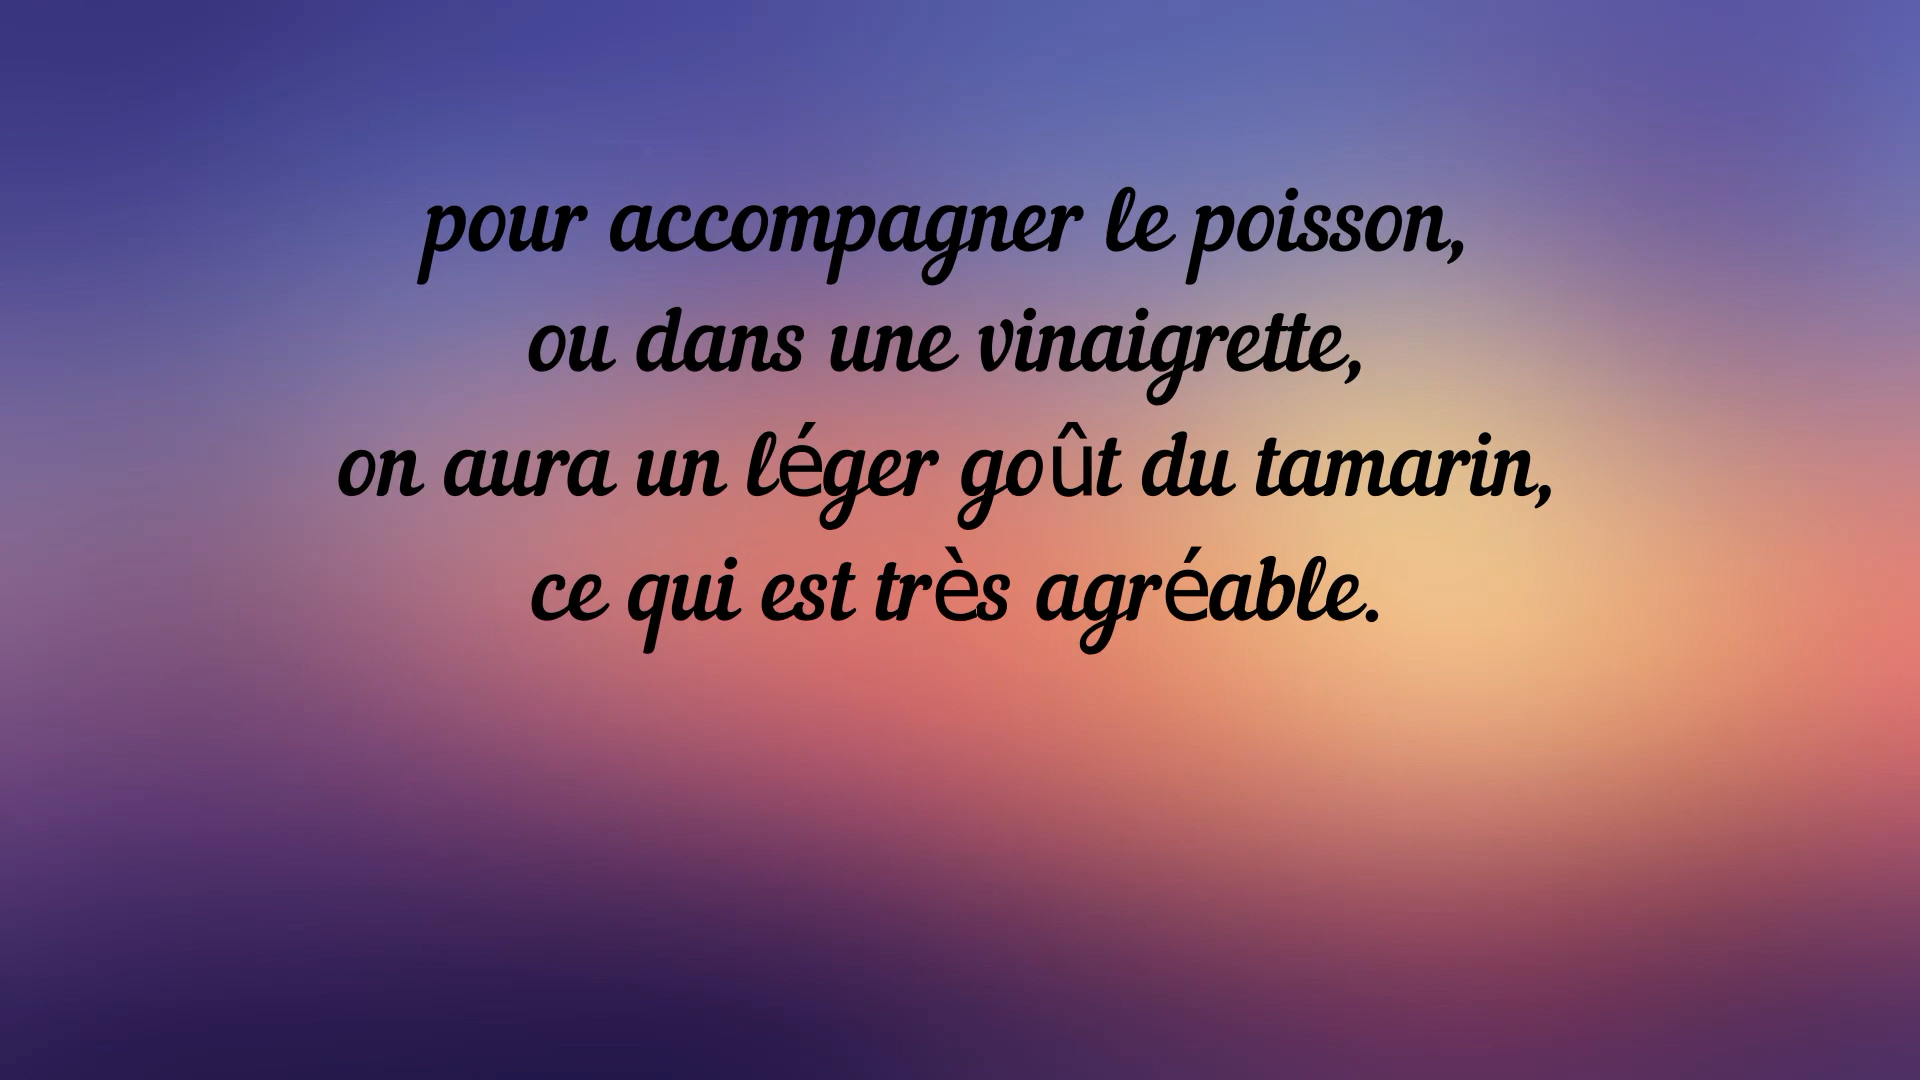 pour accompagner le poisson,
ou dans une vinaigrette,
on aura un léger goût du tamarin,
ce qui est très agréable.